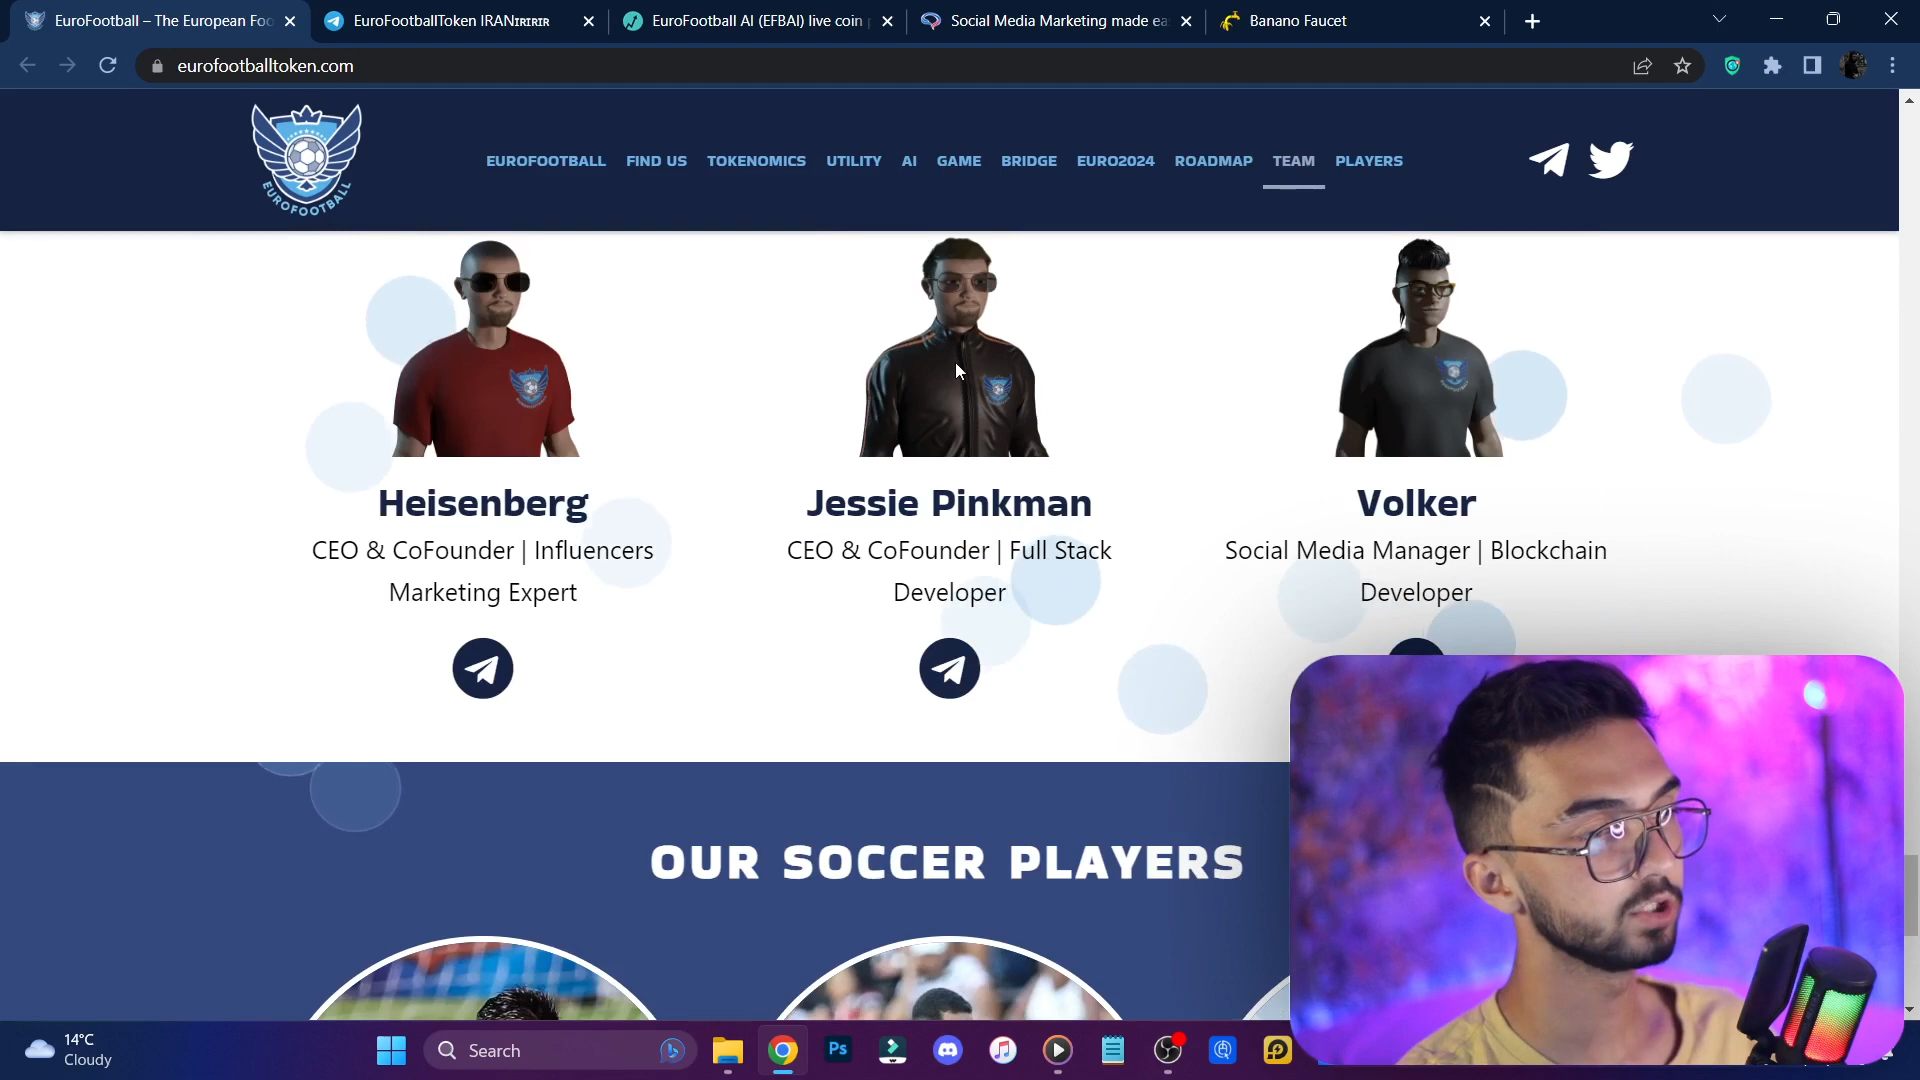 EuroFootball – The European Foo
EuroFootballToken IRAN
EuroFootball AI (EFBAI) live coin p
Social Media Marketing made ea
Banano Faucet
eurofootballtoken.com
EUROFOOTBALL
EUROFOOTBALL
FIND US
TOKENOMICS
UTILITY
AI
GAME
BRIDGE
EURO2024
ROADMAP
TEAM
PLAYERS
Heisenberg
CEO & CoFounder | Influencers
Marketing Expert
Jessie Pinkman
CEO & CoFounder | Full Stack
Developer
Volker
Social Media Manager | Blockchain
Developer
OUR SOCCER PLAYERS
14°C
Cloudy
Search
Ps